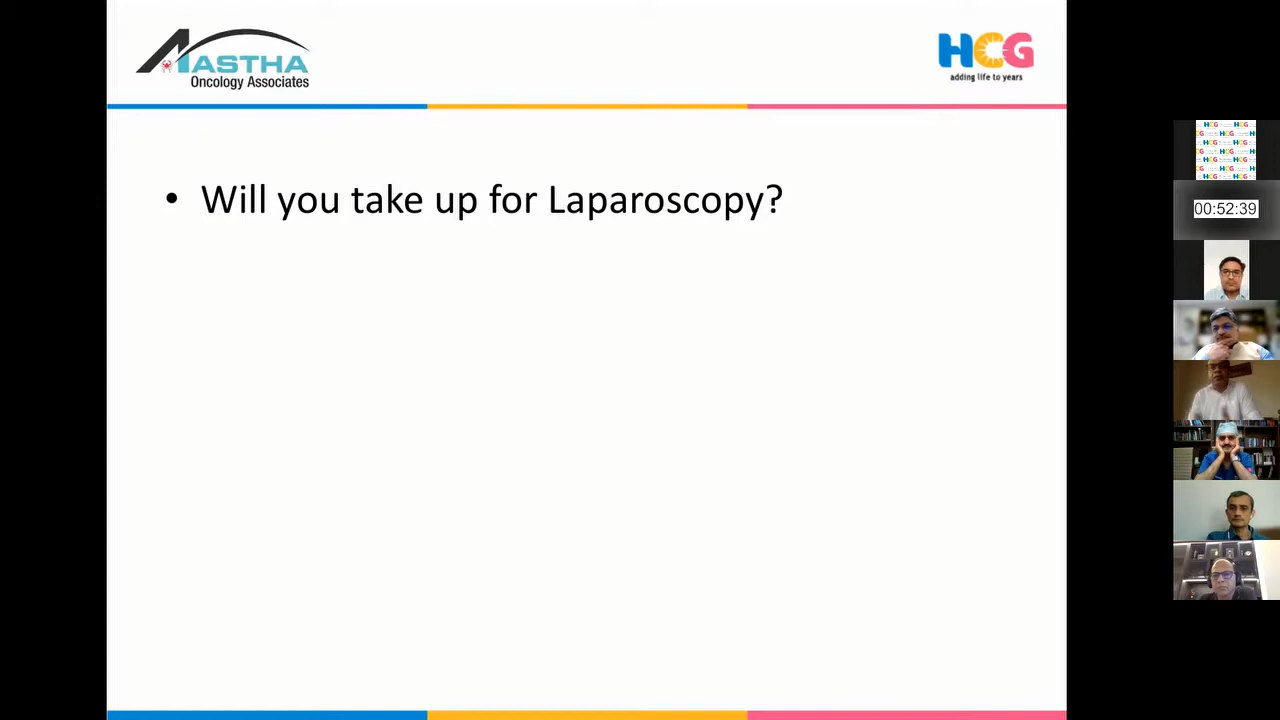 AASTHA
Oncology Associates
HCG
adding life to years
• Will you take up for Laparoscopy?
00:52:39